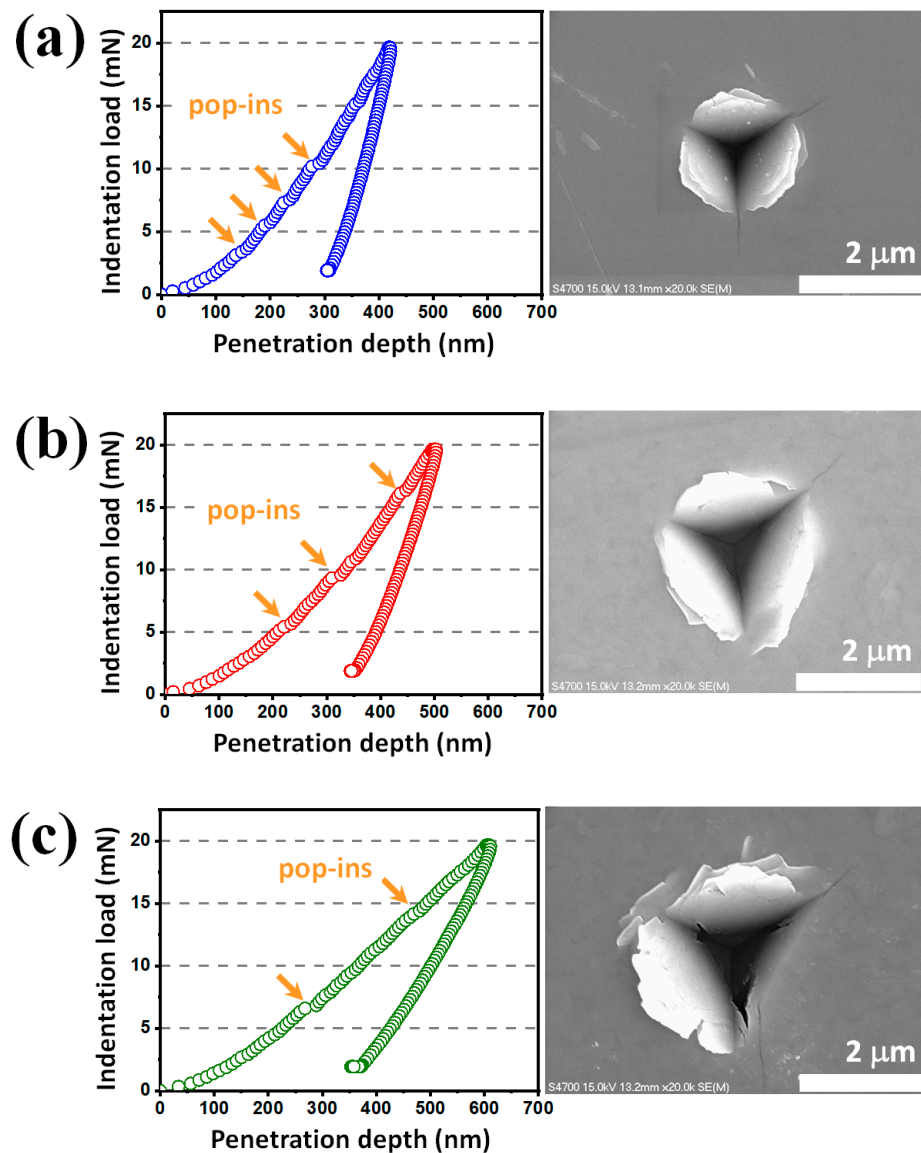 (a)
Indentation load (mN)
20
15
10
5
0
pop-ins
0 100 200 300 400 500 600 700
Penetration depth (nm)
2 μm
S4700 15.0kV 13.1mm x20.0k SE(M)
(b)
Indentation load (mN)
20
15
10
5
0
pop-ins
0 100 200 300 400 500 600 700
Penetration depth (nm)
2 μm
S4700 15.0kV 13.2mm x20.0k SE(M)
(c)
Indentation load (mN)
20
15
10
5
0
pop-ins
0 100 200 300 400 500 600 700
Penetration depth (nm)
2 μm
S4700 15.0kV 13.2mm x20.0k SE(M)